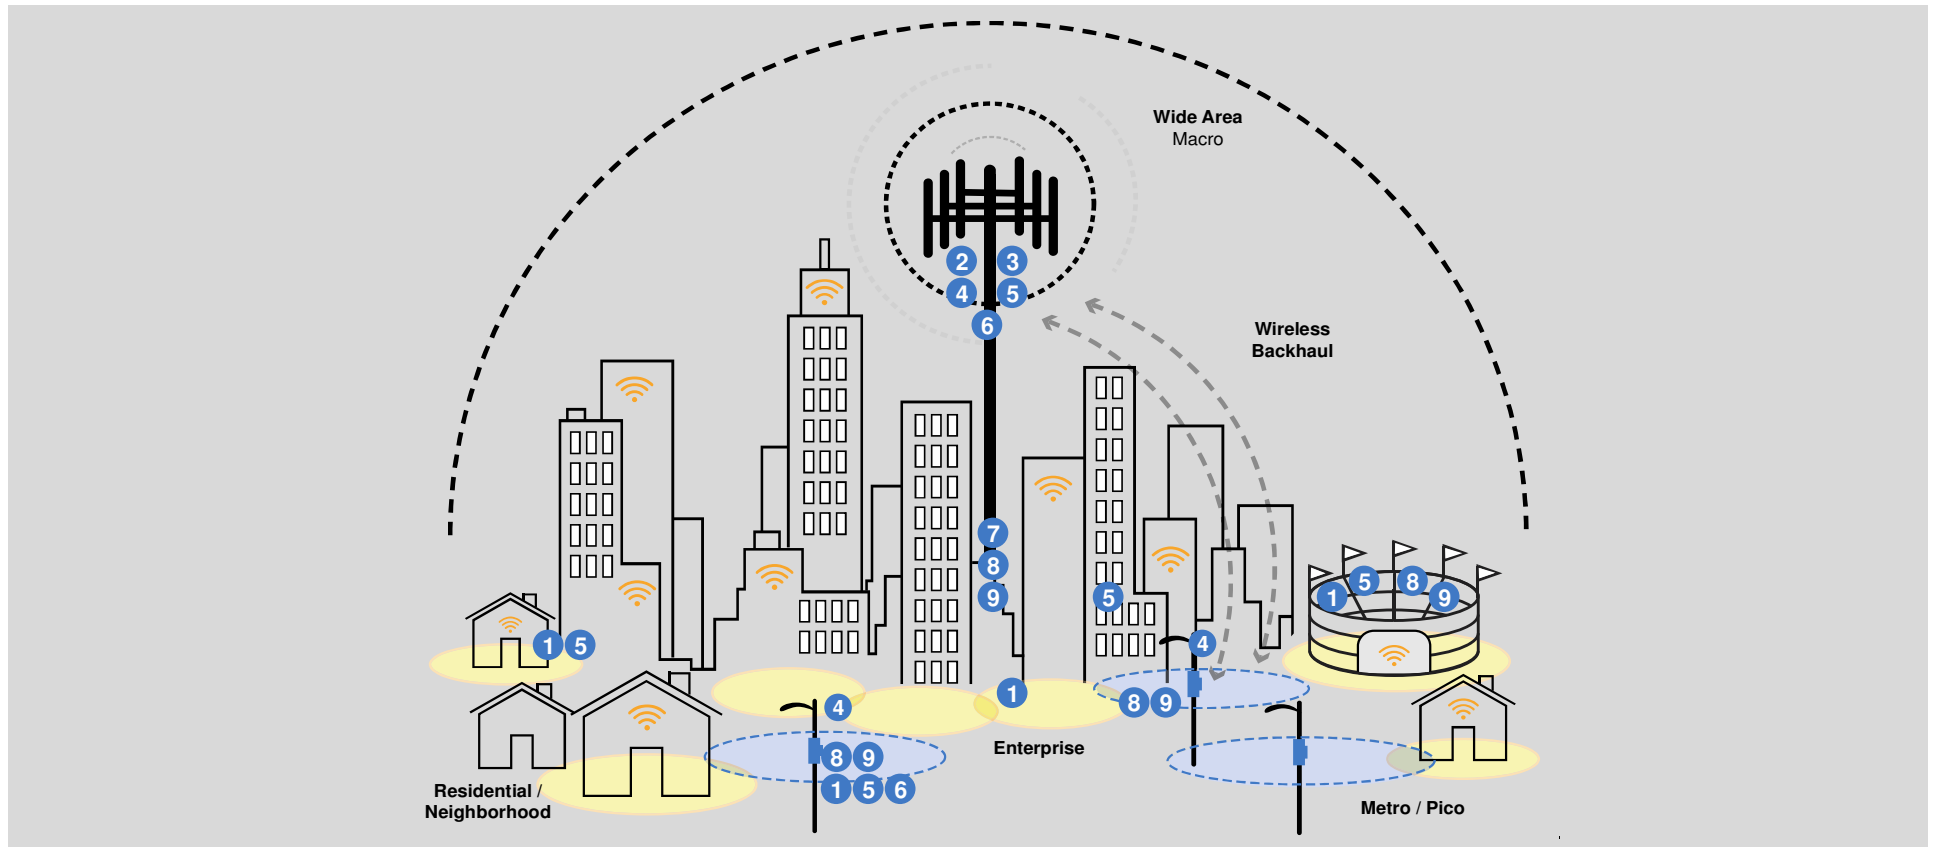 Wide Area
Macro
2 3
4 5
6
Wireless
Backhaul
7
8
9
5
1 5 8 9
1 5
4
1
8 9
4
8 9
1 5 6
Enterprise
Residential /
Neighborhood
Metro / Pico